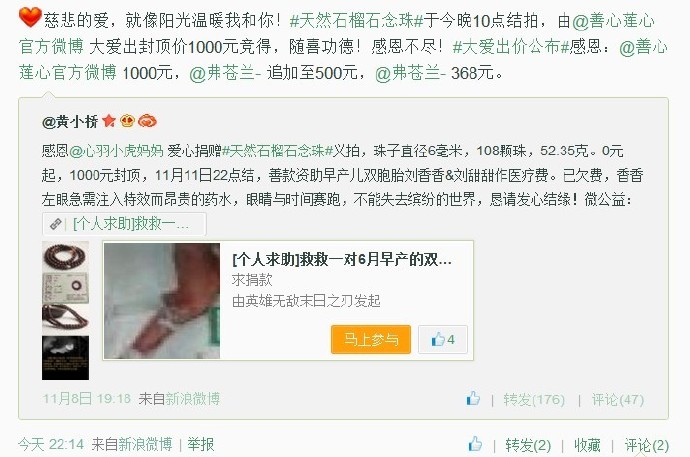 慈悲的爱，就像阳光温暖我和你！#天然石榴石念珠#于今晚10点结拍，由@善心莲心
官方微博 大爱出封顶价1000元竞得，随喜功德！感恩不尽！#大爱出价公布#感恩：@善心
莲心官方微博 1000元，@弗苍兰- 追加至500元，@弗苍兰- 368元。
@黄小桥
感恩@心羽小虎妈妈 爱心捐赠#天然石榴石念珠#义拍，珠子直径6毫米，108颗珠，52.35克。0元
起，1000元封顶，11月11日22点结，善款资助早产儿双胞胎刘香香&刘甜甜作医疗费。已欠费，香香
左眼急需注入特效而昂贵的药水，眼睛与时间赛跑，不能失去缤纷的世界，恳请发心结缘！微公益：
[个人求助]救救一...
[个人求助]救救一对6月早产的双...
求捐款
由英雄无敌末日之刃发起
马上参与 4
11月8日 19:18 来自新浪微博 | 转发(176) | 评论(47)
今天 22:14 来自新浪微博 | 举报 | 转发(2) | 收藏 | 评论(2)